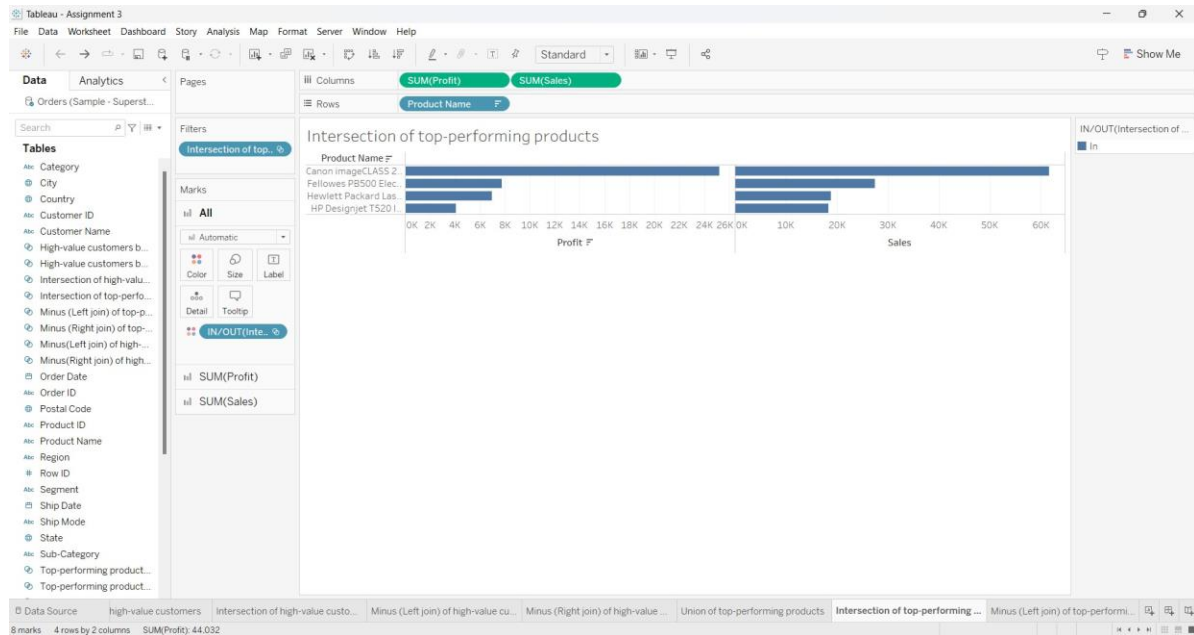 Tableau - Assignment 3
File Data Worksheet Dashboard Story Analysis Map Format Server Window Help
Standard
Show Me
Data
Analytics
Pages
Columns
SUM(Profit)
SUM(Sales)
Orders (Sample - Superst...
Rows
Product Name
Search
Filters
Intersection of top..
Intersection of top-performing products
IN/OUT(Intersection of ...
In
Tables
Abc Category
City
Country
Abc Customer ID
Abc Customer Name
High-value customers b...
High-value customers b...
Intersection of high-valu...
Intersection of top-perfo...
Minus (Left join) of top-p...
Minus (Right join) of top-...
Minus(Left join) of high-...
Minus(Right join) of high...
Order Date
Abc Order ID
Postal Code
Abc Product ID
Abc Product Name
Abc Region
# Row ID
Abc Segment
Ship Date
Abc Ship Mode
State
Abc Sub-Category
Top-performing product...
Top-performing product...
Marks
All
Automatic
Color Size Label
Detail Tooltip
IN/OUT(Inte..
SUM(Profit)
SUM(Sales)
Product Name
Canon imageCLASS 2..
Fellowes PB500 Elec..
Hewlett Packard Las..
HP Designjet T520 I..
0K 2K 4K 6K 8K 10K 12K 14K 16K 18K 20K 22K 24K 26K
0K 10K 20K 30K 40K 50K 60K
Profit
Sales
Data Source
high-value customers
Intersection of high-value custo...
Minus (Left join) of high-value cu...
Minus (Right join) of high-value ...
Union of top-performing products
Intersection of top-performing ...
Minus (Left join) of top-performi...
8 marks 4 rows by 2 columns SUM(Profit): 44,032